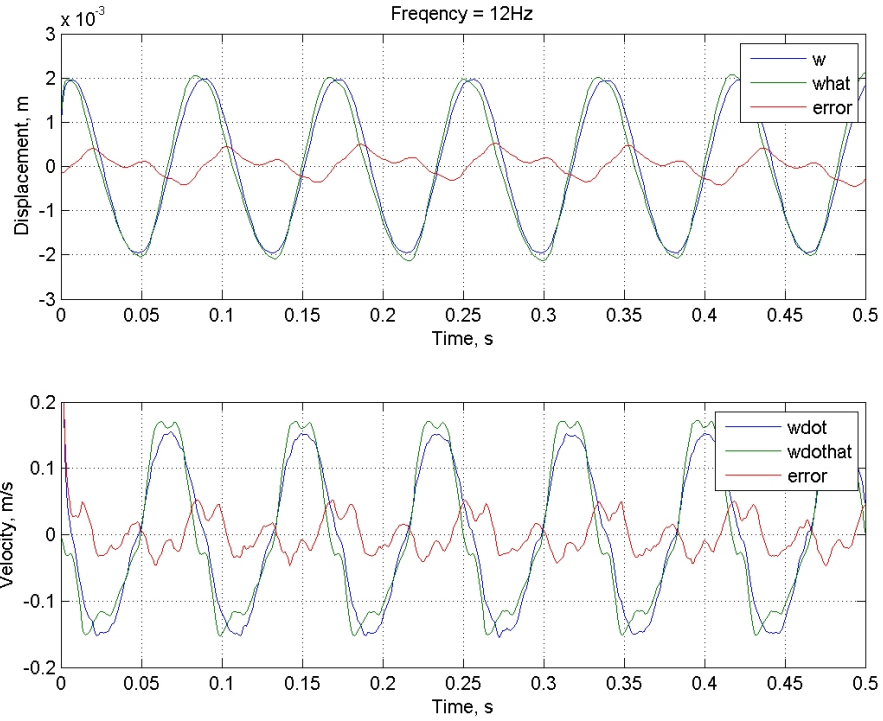 Freqency = 12Hz
x 10-3
3
2
1
0
-1
-2
-3
Displacement, m
w
what
error
0 0.05 0.1 0.15 0.2 0.25 0.3 0.35 0.4 0.45 0.5
Time, s
0.2
0.1
0
-0.1
-0.2
Velocity, m/s
wdot
wdothat
error
0 0.05 0.1 0.15 0.2 0.25 0.3 0.35 0.4 0.45 0.5
Time, s